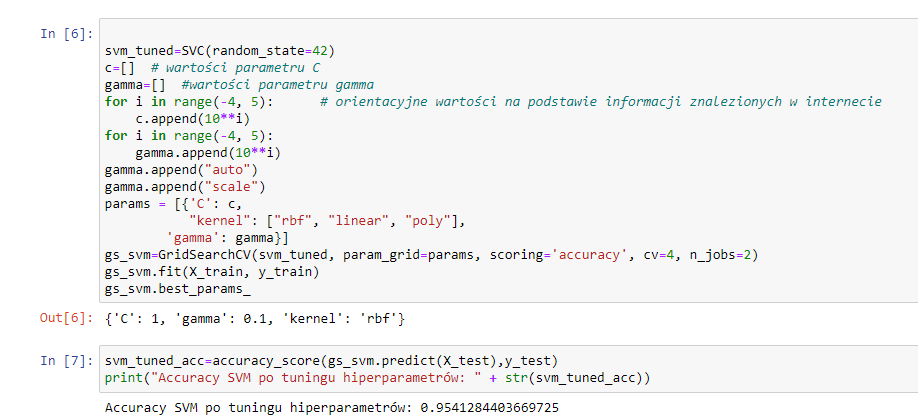 In [6]:
svm_tuned=SVC(random_state=42)
c=[]  # wartości parametru C
gamma=[]  #wartości parametru gamma
for i in range(-4, 5):      # orientacyjne wartości na podstawie informacji znalezionych w internecie
    c.append(10**i)
for i in range(-4, 5):
    gamma.append(10**i)
gamma.append("auto")
gamma.append("scale")
params = [{'C': c,
           "kernel": ["rbf", "linear", "poly"],
        'gamma': gamma}]
gs_svm=GridSearchCV(svm_tuned, param_grid=params, scoring='accuracy', cv=4, n_jobs=2)
gs_svm.fit(X_train, y_train)
gs_svm.best_params_
Out[6]: {'C': 1, 'gamma': 0.1, 'kernel': 'rbf'}
In [7]: svm_tuned_acc=accuracy_score(gs_svm.predict(X_test),y_test)
print("Accuracy SVM po tuningu hiperparametrów: " + str(svm_tuned_acc))
Accuracy SVM po tuningu hiperparametrów: 0.9541284403669725